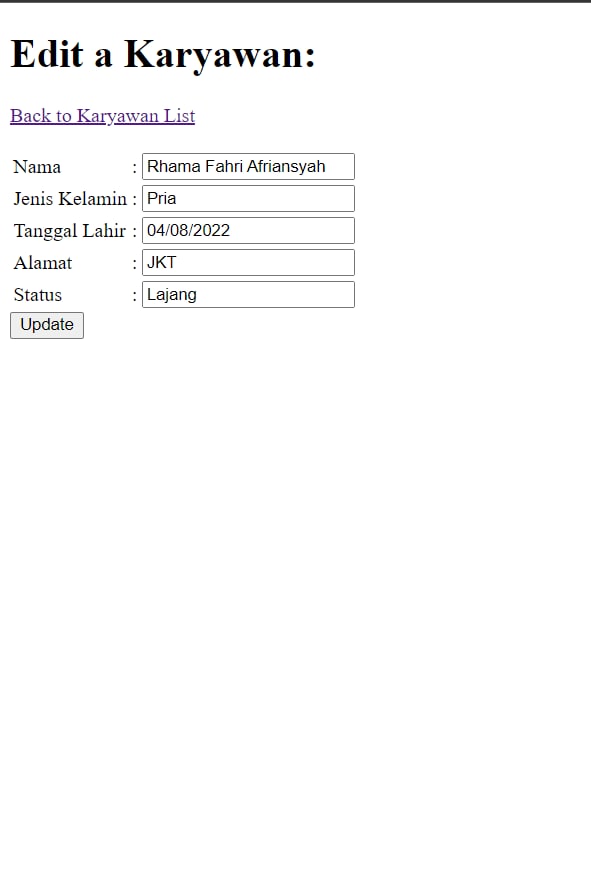 Edit a Karyawan:
Back to Karyawan List
Nama : Rhama Fahri Afriansyah
Jenis Kelamin : Pria
Tanggal Lahir : 04/08/2022
Alamat : JKT
Status : Lajang
Update